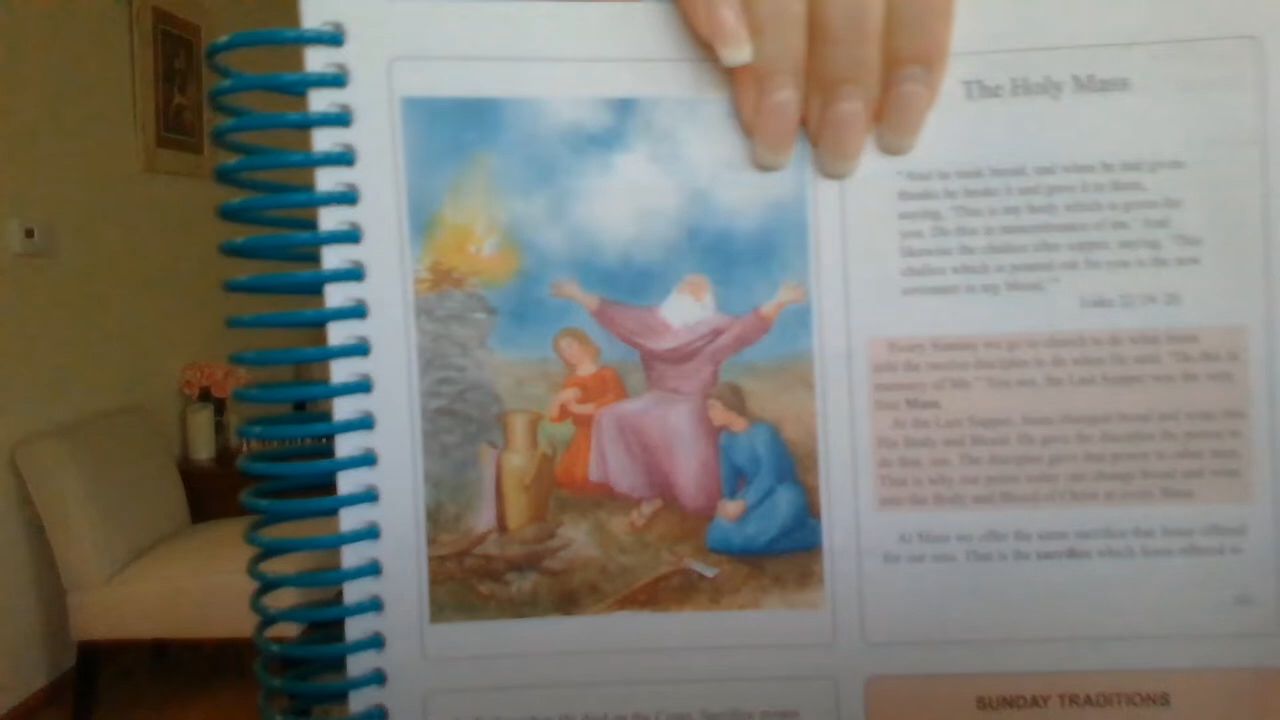 The Holy Mass
"And he took bread, and when he had given
thanks he broke it and gave it to them,
saying, "This is my body which is given for
you. Do this in remembrance of me." And
likewise the chalice after supper, saying, "This
chalice which is poured out for you is the new
covenant in my blood."
Luke 22:19-20
Every Sunday we go to church to do what Jesus
told the twelve disciples to do when He said, "Do this in
memory of Me." You see, the Last Supper was the very
first Mass.
At the Last Supper, Jesus changed bread and wine into
His Body and Blood. He gave the disciples the power to
do this, too. The disciples gave that power to other men.
That is why our priests today can change bread and wine
into the Body and Blood of Christ at every Mass.
At Mass we offer the same sacrifice that Jesus offered
for our sins. That is the sacrifice which Jesus offered to
died on the Cross. Sacrifice means
SUNDAY TRADITIONS